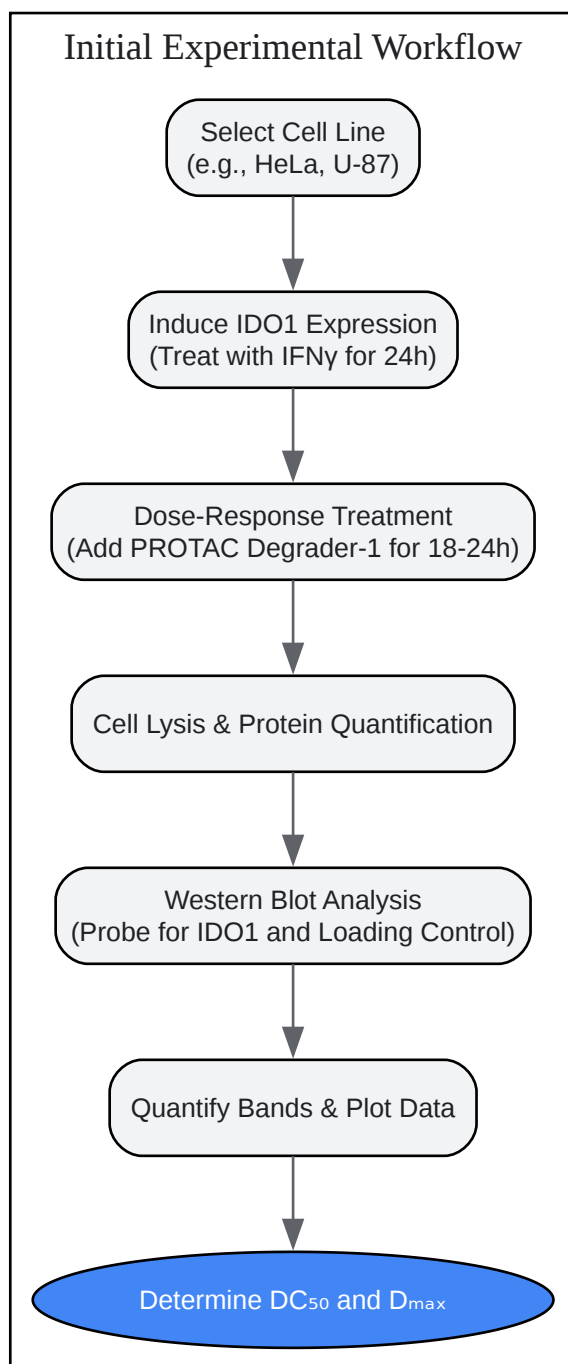 Initial Experimental Workflow
Select Cell Line
(e.g., HeLa, U-87)
Induce IDO1 Expression
(Treat with IFNγ for 24h)
Dose-Response Treatment
(Add PROTAC Degrader-1 for 18-24h)
Cell Lysis & Protein Quantification
Western Blot Analysis
(Probe for IDO1 and Loading Control)
Quantify Bands & Plot Data
Determine DC₅₀ and Dₘₐₓ